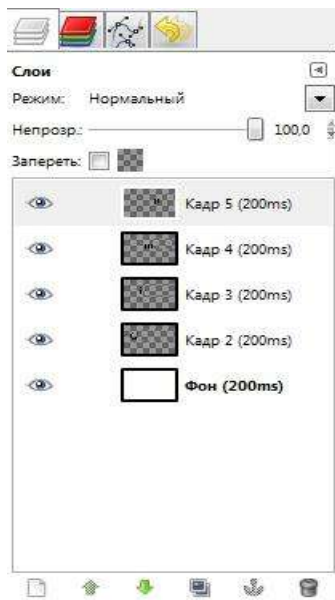 Слои
Режим: Нормальный
Непрозр.: 100,0
Запереть:
Кадр 5 (200ms)
Кадр 4 (200ms)
Кадр 3 (200ms)
Кадр 2 (200ms)
Фон (200ms)